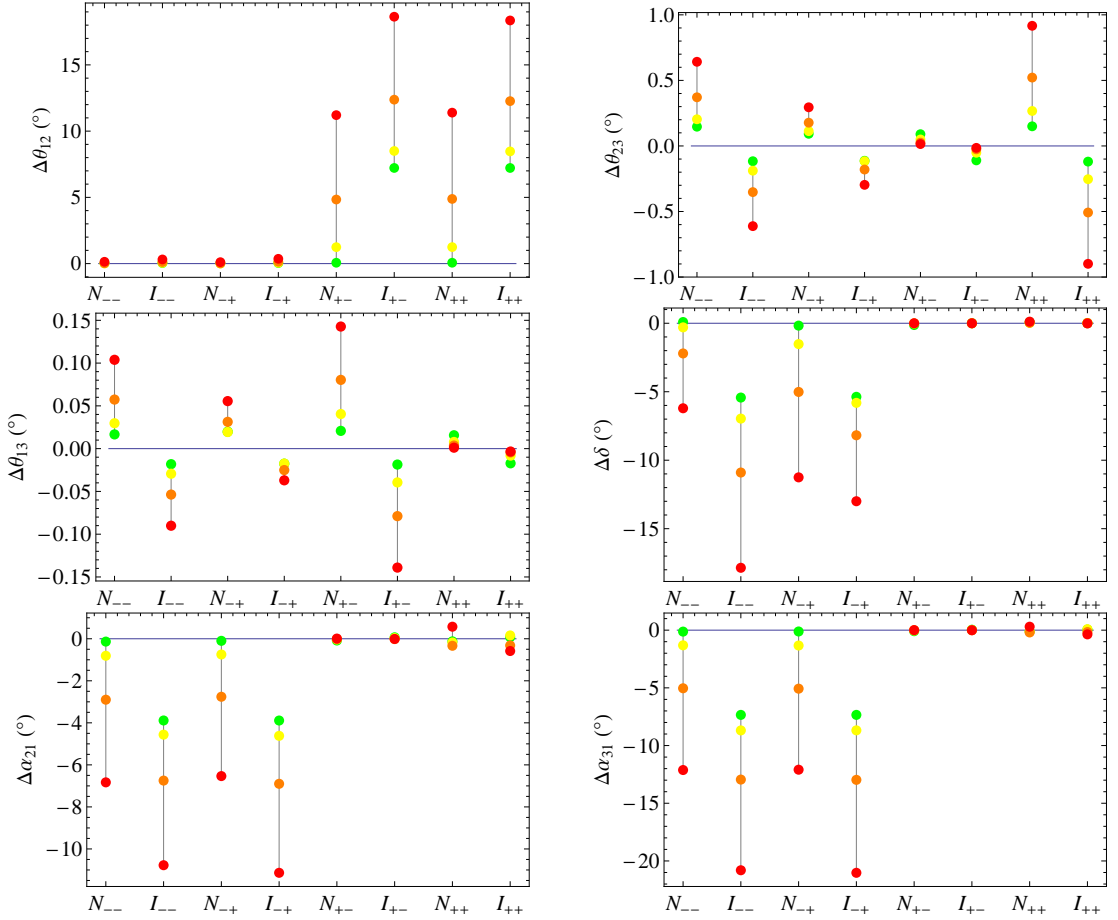 Δθ₁₂ (°)
15
10
5
0
N₋₋ I₋₋ N₋₊ I₋₊ N₊₋ I₊₋ N₊₊ I₊₊
Δθ₂₃ (°)
1.0
0.5
0.0
−0.5
−1.0
N₋₋ I₋₋ N₋₊ I₋₊ N₊₋ I₊₋ N₊₊ I₊₊
Δθ₁₃ (°)
0.15
0.10
0.05
0.00
−0.05
−0.10
−0.15
N₋₋ I₋₋ N₋₊ I₋₊ N₊₋ I₊₋ N₊₊ I₊₊
Δδ (°)
0
−5
−10
−15
N₋₋ I₋₋ N₋₊ I₋₊ N₊₋ I₊₋ N₊₊ I₊₊
Δα₂₁ (°)
0
−2
−4
−6
−8
−10
N₋₋ I₋₋ N₋₊ I₋₊ N₊₋ I₊₋ N₊₊ I₊₊
Δα₃₁ (°)
0
−5
−10
−15
−20
N₋₋ I₋₋ N₋₊ I₋₊ N₊₋ I₊₋ N₊₊ I₊₊